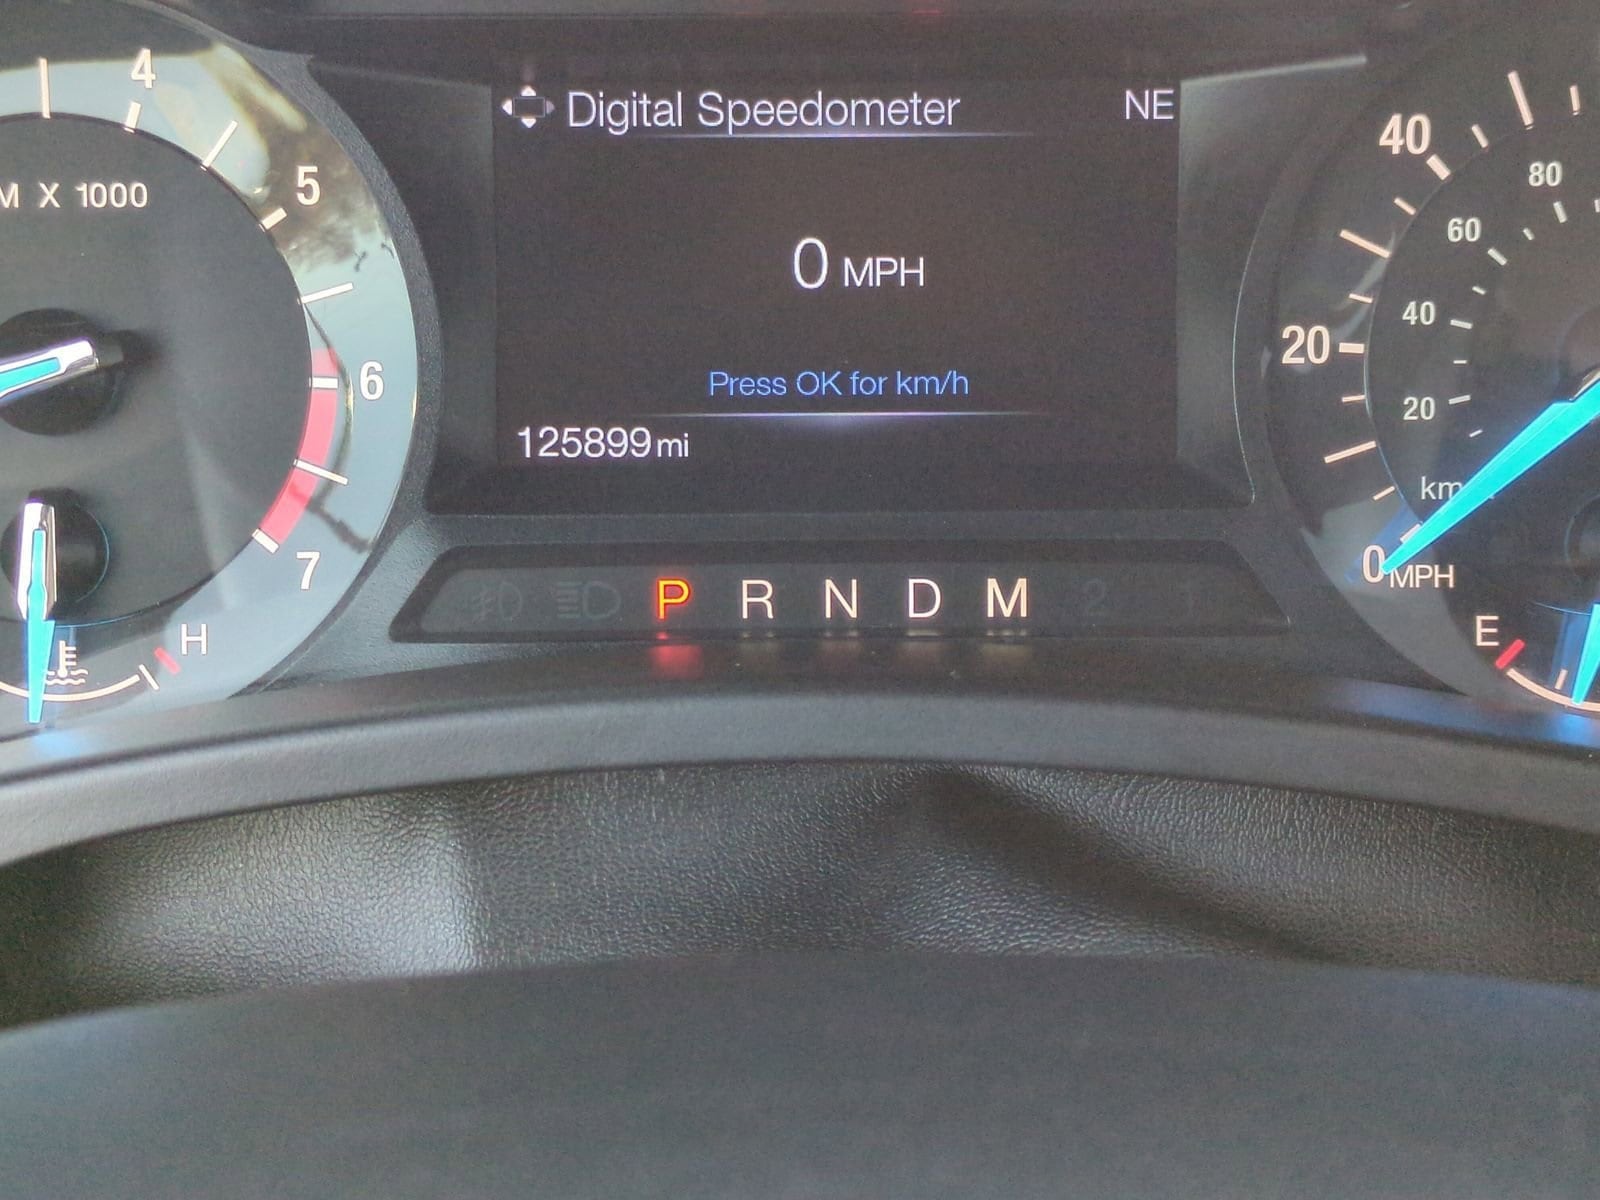 4
5
6
7
M X 1000
H
Digital Speedometer NE
0 MPH
Press OK for km/h
125899 mi
P R N D M
40
20
0 MPH
80
60
40
20
km
E